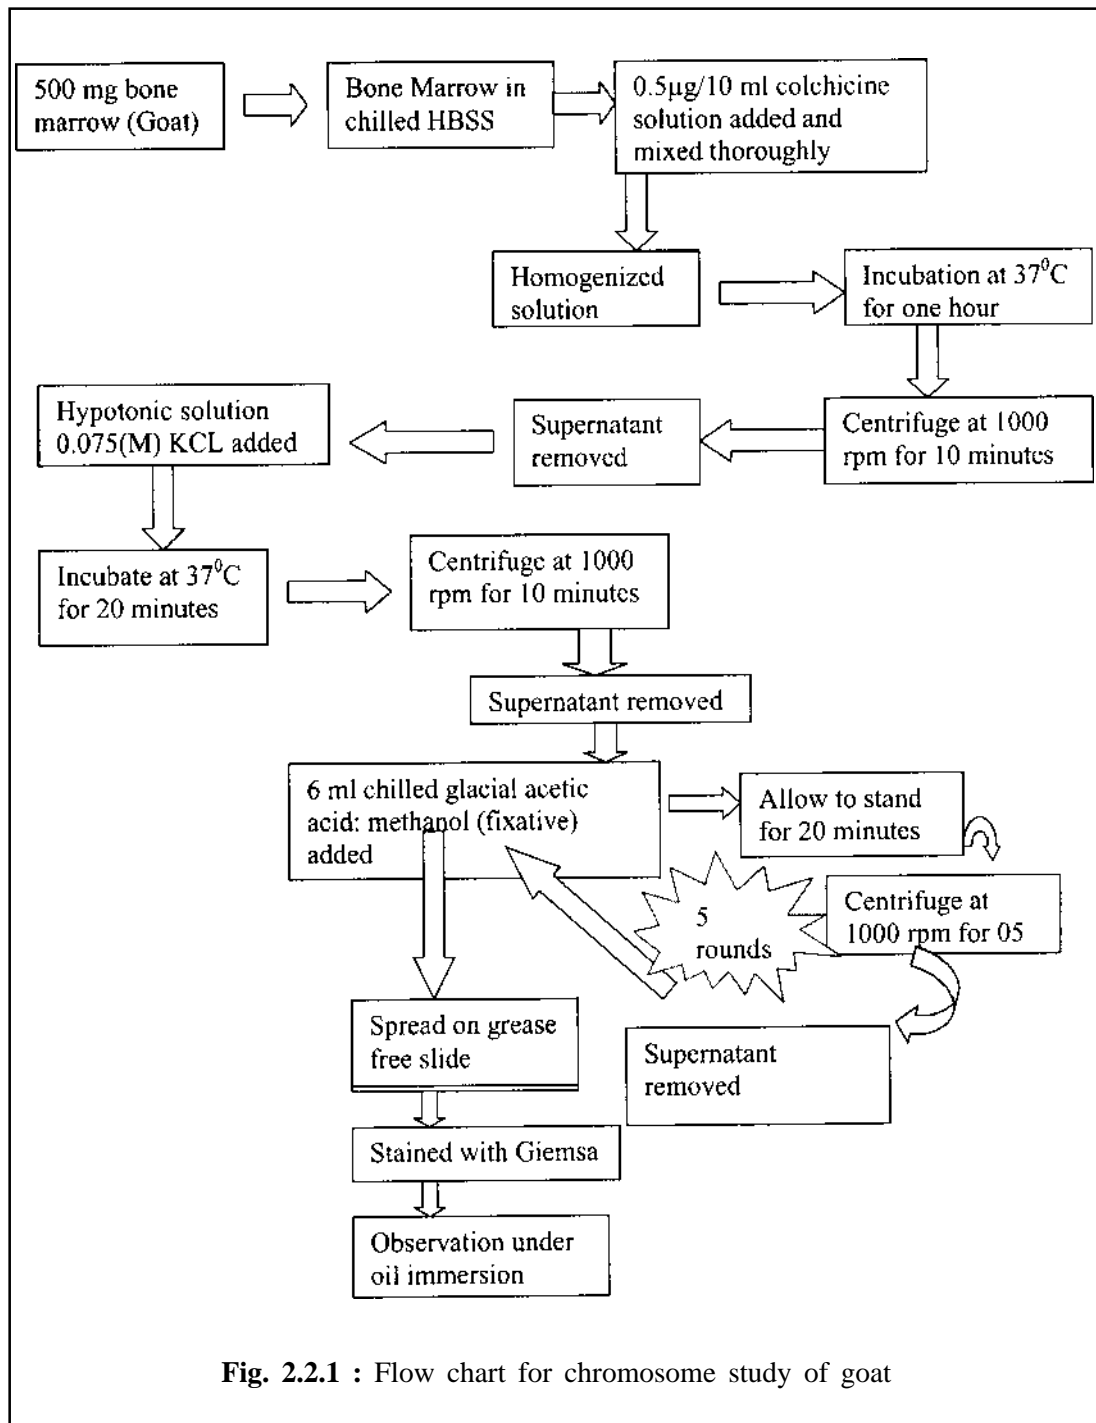 500 mg bone
marrow (Goat)
Bone Marrow in
chilled HBSS
0.5µg/10 ml colchicine
solution added and
mixed thoroughly
Homogenized
solution
Incubation at 37⁰C
for one hour
Centrifuge at 1000
rpm for 10 minutes
Supernatant
removed
Hypotonic solution
0.075(M) KCL added
Incubate at 37⁰C
for 20 minutes
Centrifuge at 1000
rpm for 10 minutes
Supernatant removed
6 ml chilled glacial acetic
acid: methanol (fixative)
added
Allow to stand
for 20 minutes
Centrifuge at
1000 rpm for 05
5
rounds
Supernatant
removed
Spread on grease
free slide
Stained with Giemsa
Observation under
oil immersion
Fig. 2.2.1 : Flow chart for chromosome study of goat